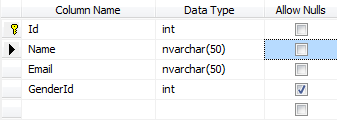 Column Name Data Type Allow Nulls
Id int
Name nvarchar(50)
Email nvarchar(50)
GenderId int